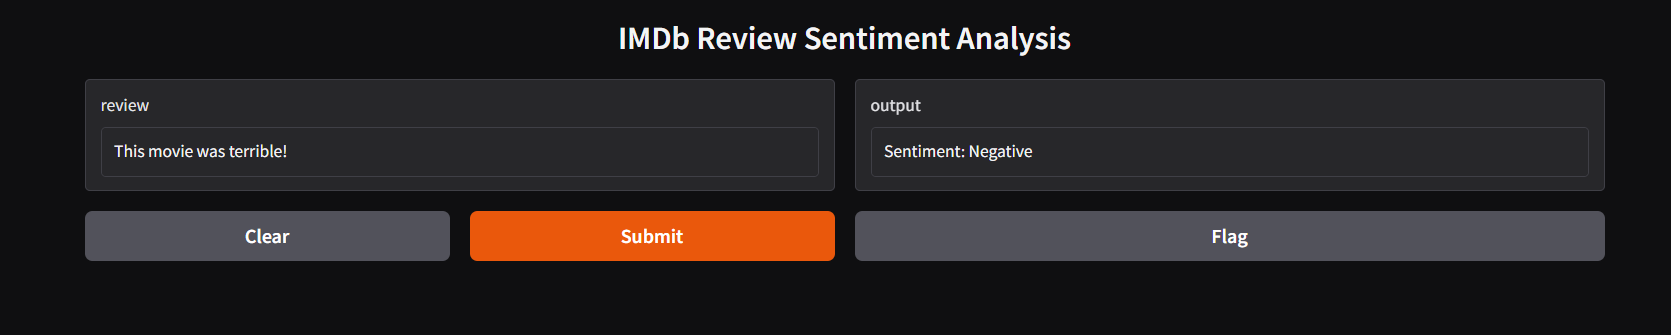 IMDb Review Sentiment Analysis
review
This movie was terrible!
output
Sentiment: Negative
Clear
Submit
Flag